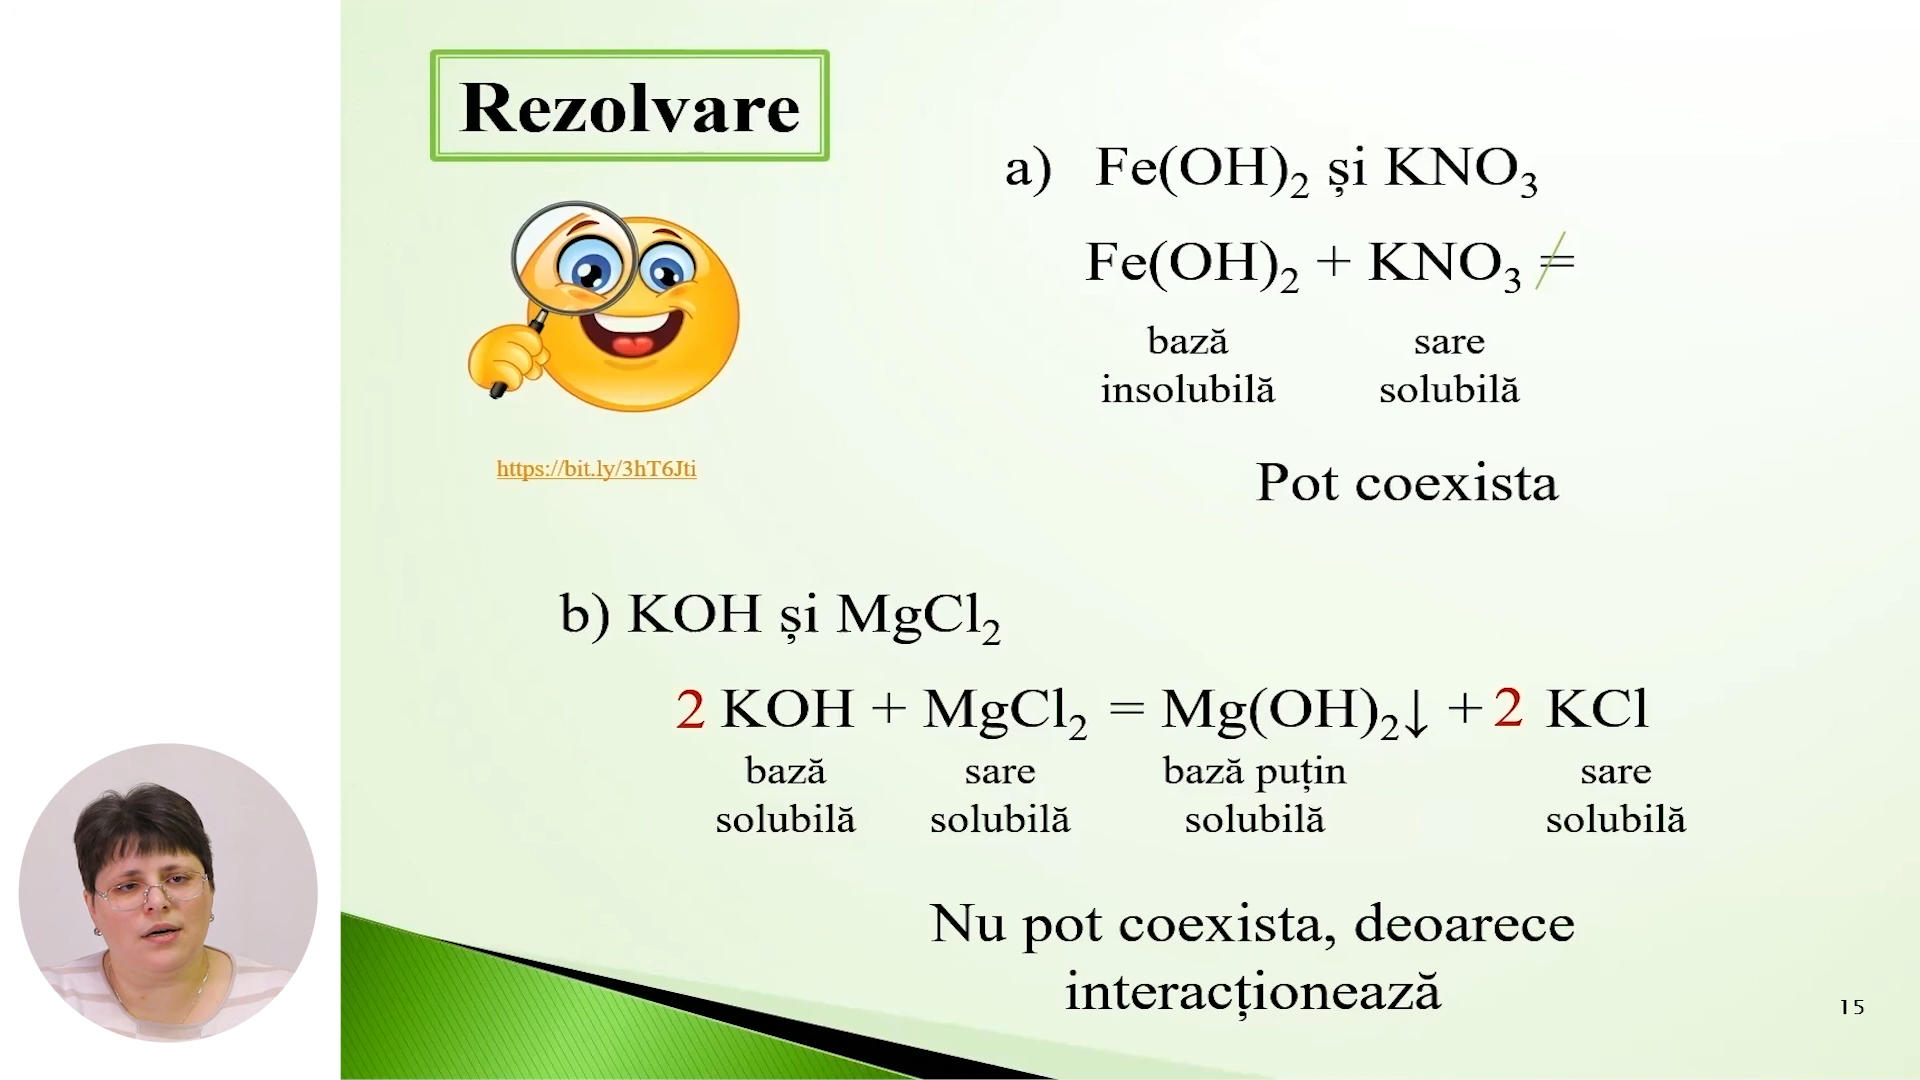 Rezolvare
a) Fe(OH)₂ și KNO₃
Fe(OH)₂ + KNO₃ ≠
bază sare
insolubilă solubilă
https://bit.ly/3hT6Jti
Pot coexista
b) KOH și MgCl₂
2 KOH + MgCl₂ = Mg(OH)₂↓ + 2 KCl
bază sare bază puțin sare
solubilă solubilă solubilă solubilă
Nu pot coexista, deoarece
interacționează
15